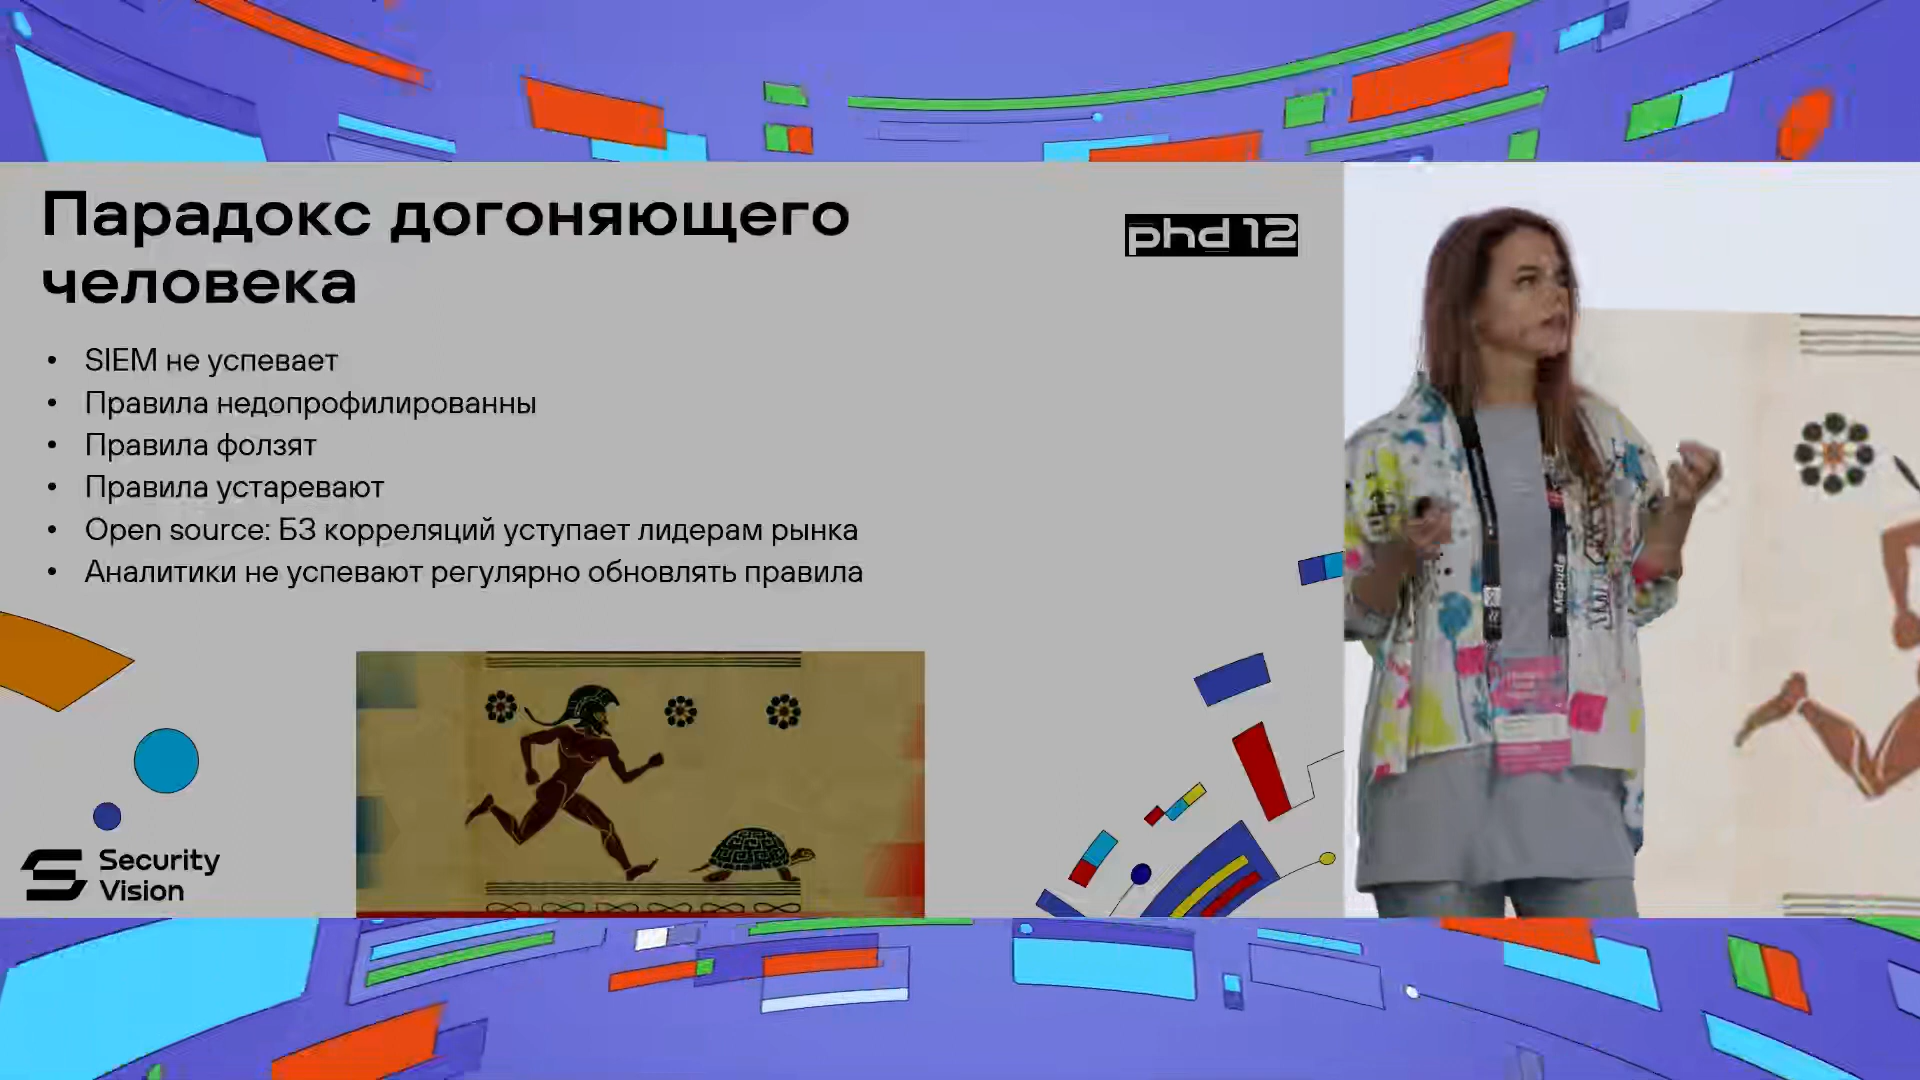 Парадокс догоняющего
человека
phd 12
• SIEM не успевает
• Правила недопрофилированны
• Правила фолзят
• Правила устаревают
• Open source: БЗ корреляций уступает лидерам рынка
• Аналитики не успевают регулярно обновлять правила
Security
Vision
phdays